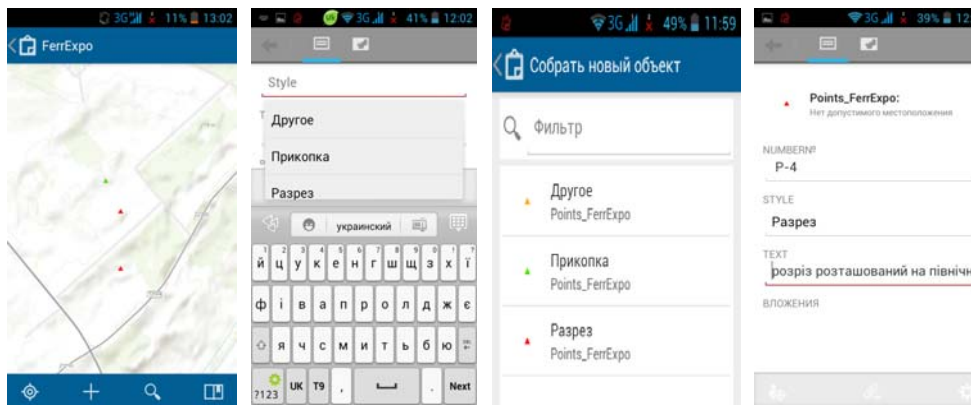 3G 11% 13:02
FerrExpo
3G 41% 12:02
Style
Другое
Прикопка
Разрез
украинский
й ц у к е н г ш щ з х ї
ф і в а п р о л д ж є
я ч с м и т ь б ю
?123 UK T9 , . Next
3G 49% 11:59
Собрать новый объект
Фильтр
Другое
Points_FerrExpo
Прикопка
Points_FerrExpo
Разрез
Points_FerrExpo
3G 39% 12
Points_FerrExpo:
Нет допустимого местоположения
NUMBERNº
P-4
STYLE
Разрез
TEXT
розріз розташований на північн
ВЛОЖЕНИЯ